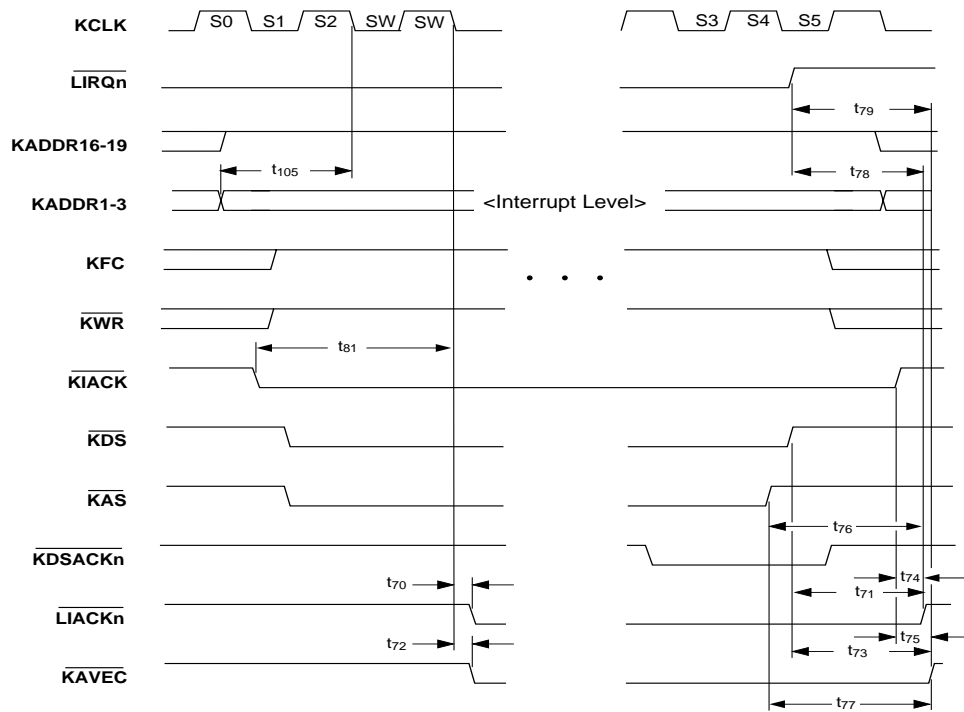 KCLK S0 S1 S2 SW SW S3 S4 S5
LIRQn
t79
KADDR16-19
t105 t78
KADDR1-3 <Interrupt Level>
KFC
. . .
KWR
t81
KIACK
KDS
KAS
t76
KDSACKn
t70 t74
t71
LIACKn
t72 t75
t73
KAVEC
t77